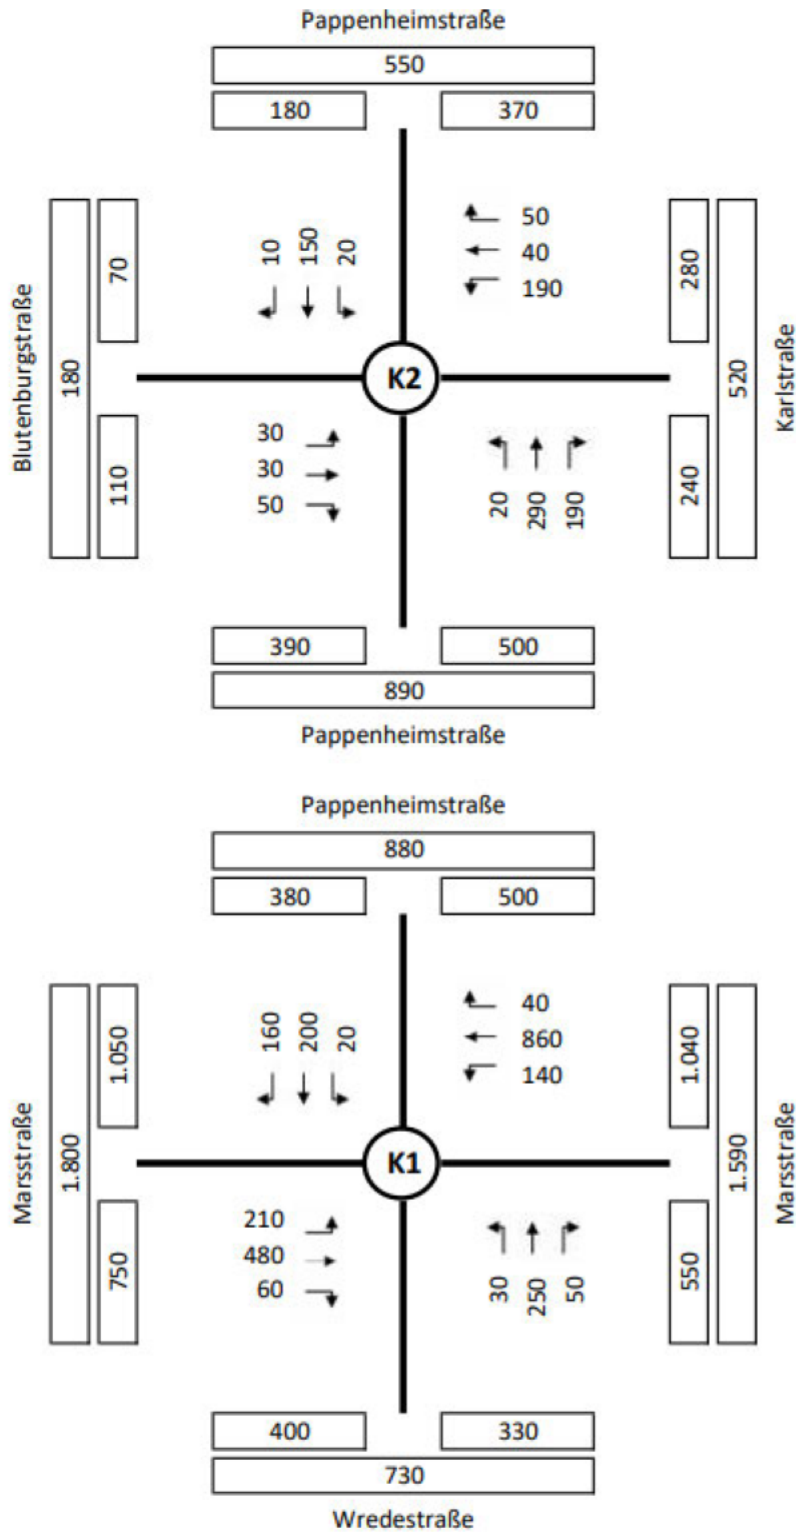 Pappenheimstraße
550
180 370
10 150 20
50
40
190
Blutenburgstraße
180
70
110
K2
280
240
520
Karlstraße
30
30
50
20 290 190
390 500
890
Pappenheimstraße
Pappenheimstraße
880
380 500
160 200 20
40
860
140
Marsstraße
1.800
1.050
750
K1
1.040
550
1.590
Marsstraße
210
480
60
30 250 50
400 330
730
Wredestraße